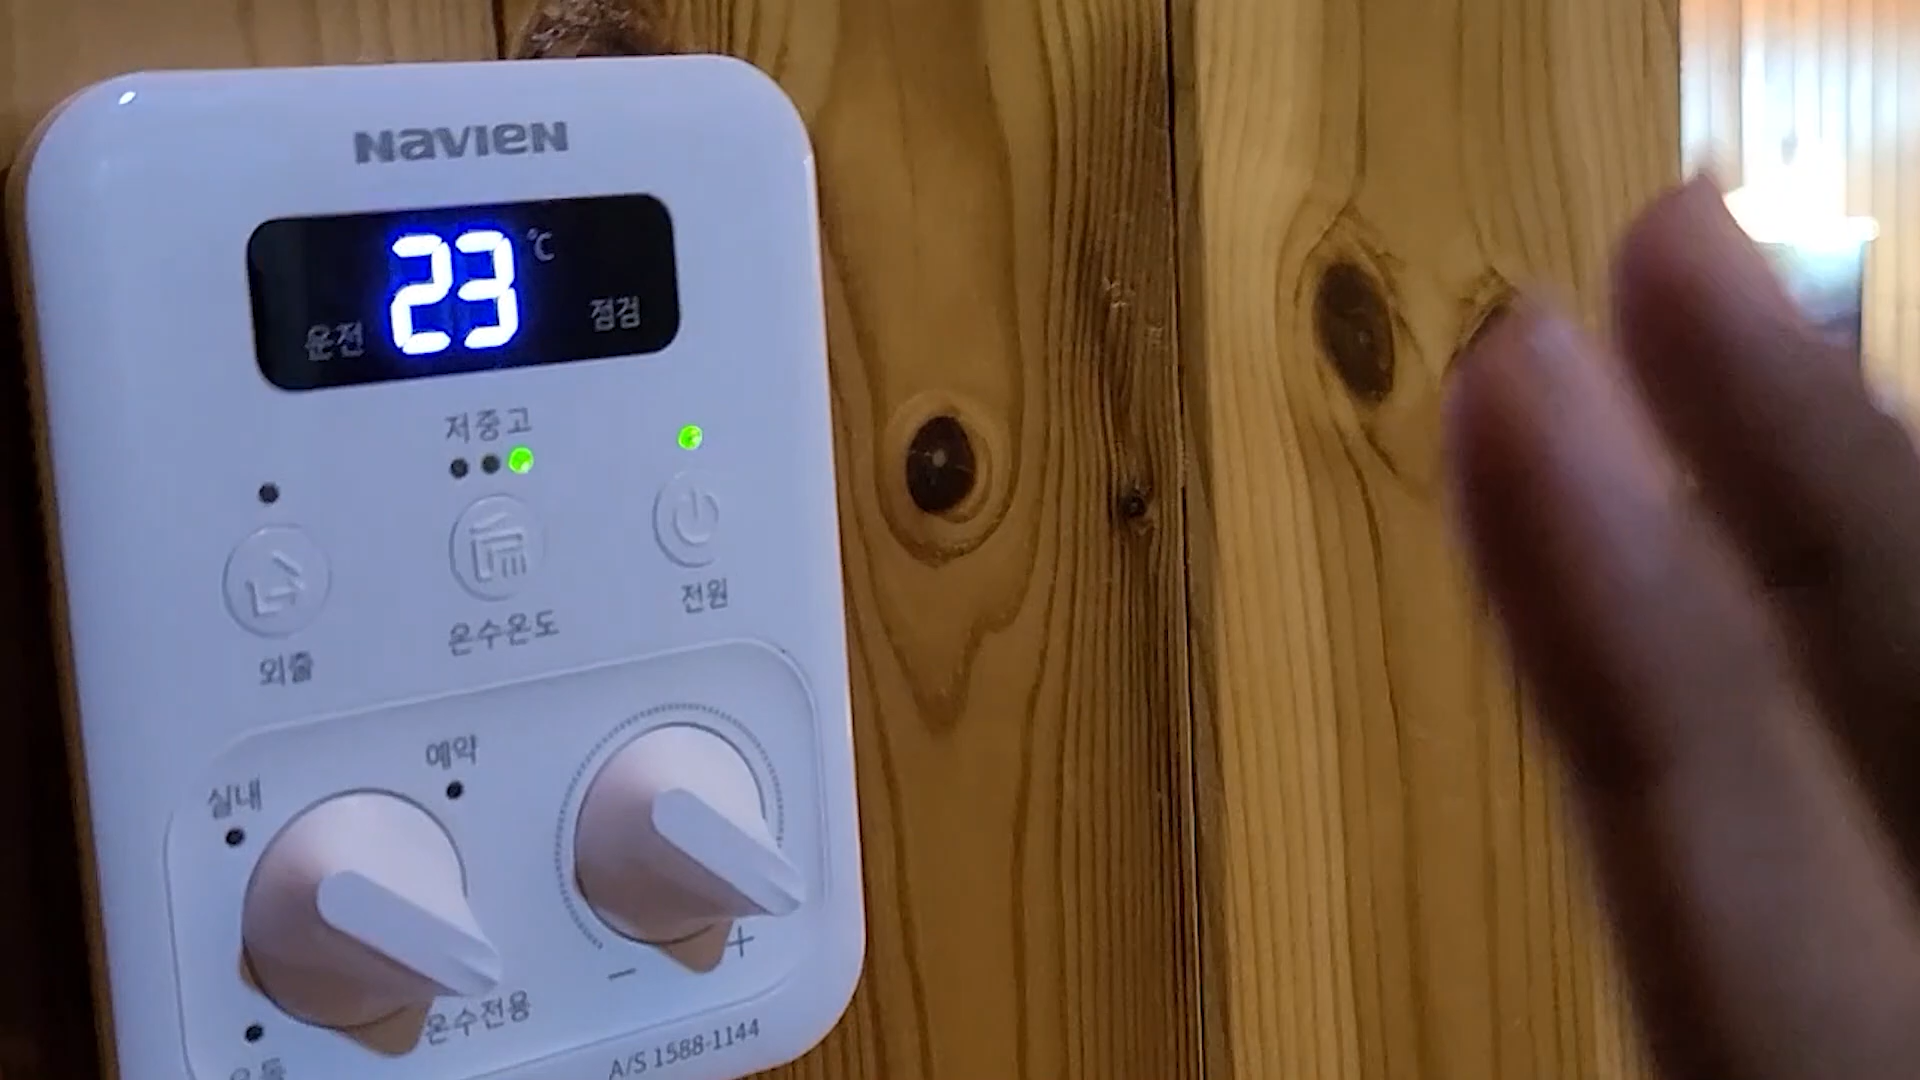 NAVIEN
23 °C
운전
점검
저중고
외출
온수온도
전원
실내
예약
온수전용
− +
A/S 1588-1144